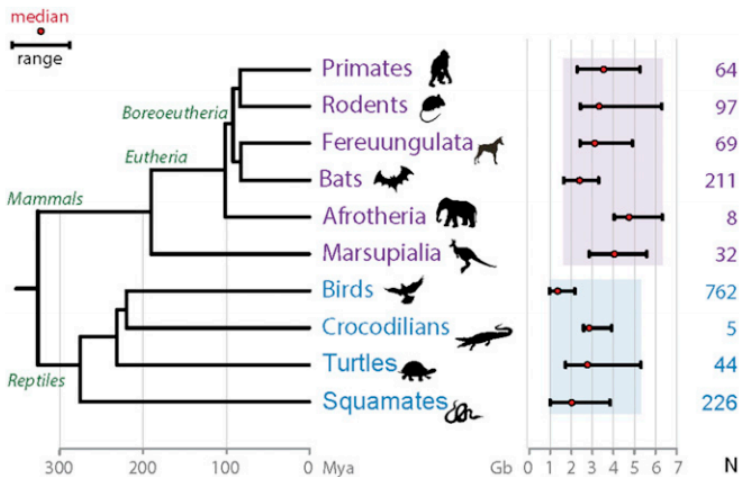 median
range
Primates 64
Boreoeutheria
Rodents 97
Fereuungulata 69
Eutheria
Bats 211
Mammals
Afrotheria 8
Marsupialia 32
Birds 762
Crocodilians 5
Reptiles
Turtles 44
Squamates 226
300 200 100 0 Mya Gb 0 1 2 3 4 5 6 7 N